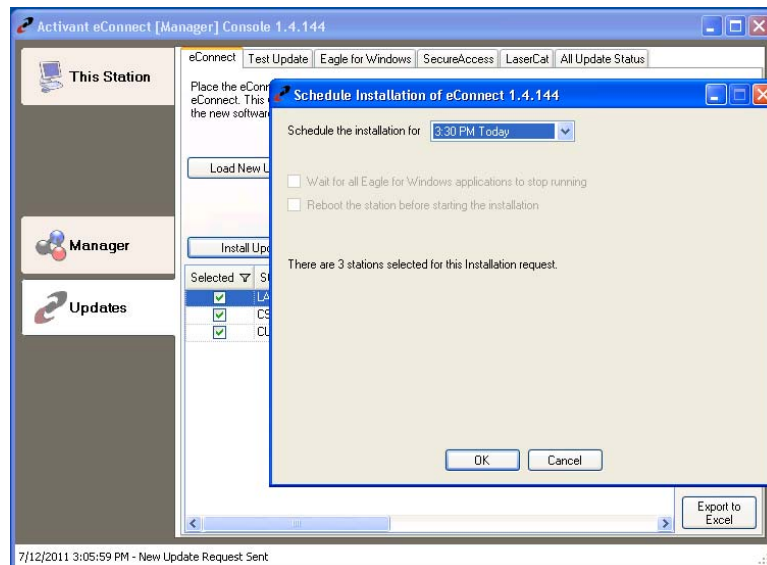 Activant eConnect [Manager] Console 1.4.144
This Station
Manager
Updates
eConnect Test Update Eagle for Windows SecureAccess LaserCat All Update Status
Place the
eConnect. This
the new
Load New
Install
Selected
LA
CS
CL
Schedule Installation of eConnect 1.4.144
Schedule the installation for 3:30 PM Today
Wait for all Eagle for Windows applications to stop running
Reboot the station before starting the installation
There are 3 stations selected for this Installation request.
OK Cancel
Export to
Excel
7/12/2011 3:05:59 PM - New Update Request Sent